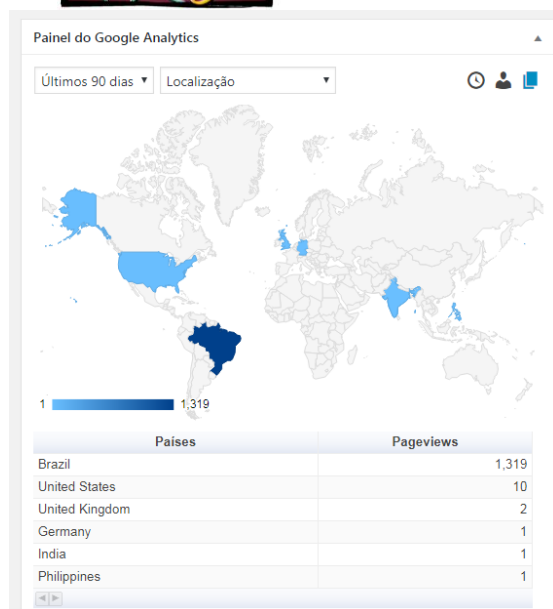 Painel do Google Analytics
Últimos 90 dias Localização
1 1,319
Países Pageviews
Brazil 1,319
United States 10
United Kingdom 2
Germany 1
India 1
Philippines 1